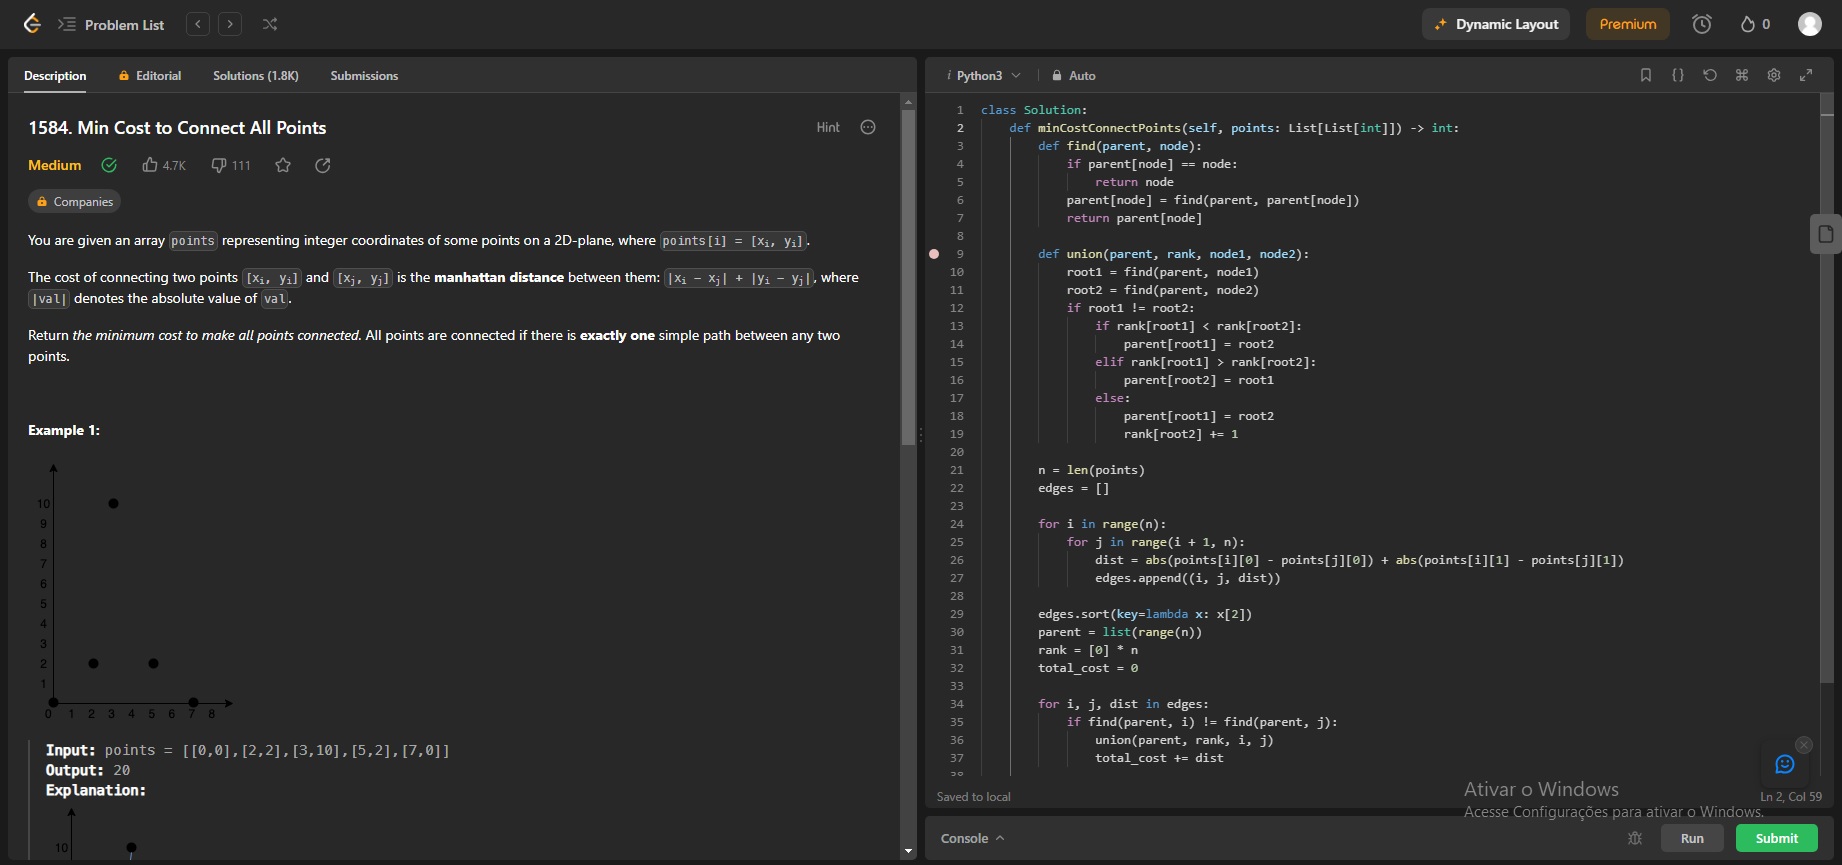 Problem List
Dynamic Layout
Premium
0
Description
Editorial
Solutions (1.8K)
Submissions
1584. Min Cost to Connect All Points
Hint
Medium
4.7K
111
Companies
You are given an array points representing integer coordinates of some points on a 2D-plane, where points[i] = [xi, yi].
The cost of connecting two points [xi, yi] and [xj, yj] is the manhattan distance between them: |xi - xj| + |yi - yj|, where
|val| denotes the absolute value of val.
Return the minimum cost to make all points connected. All points are connected if there is exactly one simple path between any two
points.
Example 1:
10
9
8
7
6
5
4
3
2
1
0 1 2 3 4 5 6 7 8
Input: points = [[0,0],[2,2],[3,10],[5,2],[7,0]]
Output: 20
Explanation:
10
i Python3
Auto
1 class Solution:
2 def minCostConnectPoints(self, points: List[List[int]]) -> int:
3 def find(parent, node):
4 if parent[node] == node:
5 return node
6 parent[node] = find(parent, parent[node])
7 return parent[node]
8
9 def union(parent, rank, node1, node2):
10 root1 = find(parent, node1)
11 root2 = find(parent, node2)
12 if root1 != root2:
13 if rank[root1] < rank[root2]:
14 parent[root1] = root2
15 elif rank[root1] > rank[root2]:
16 parent[root2] = root1
17 else:
18 parent[root1] = root2
19 rank[root2] += 1
20
21 n = len(points)
22 edges = []
23
24 for i in range(n):
25 for j in range(i + 1, n):
26 dist = abs(points[i][0] - points[j][0]) + abs(points[i][1] - points[j][1])
27 edges.append((i, j, dist))
28
29 edges.sort(key=lambda x: x[2])
30 parent = list(range(n))
31 rank = [0] * n
32 total_cost = 0
33
34 for i, j, dist in edges:
35 if find(parent, i) != find(parent, j):
36 union(parent, rank, i, j)
37 total_cost += dist
38
Saved to local
Ln 2, Col 59
Ativar o Windows
Acesse Configurações para ativar o Windows.
Console
Run
Submit